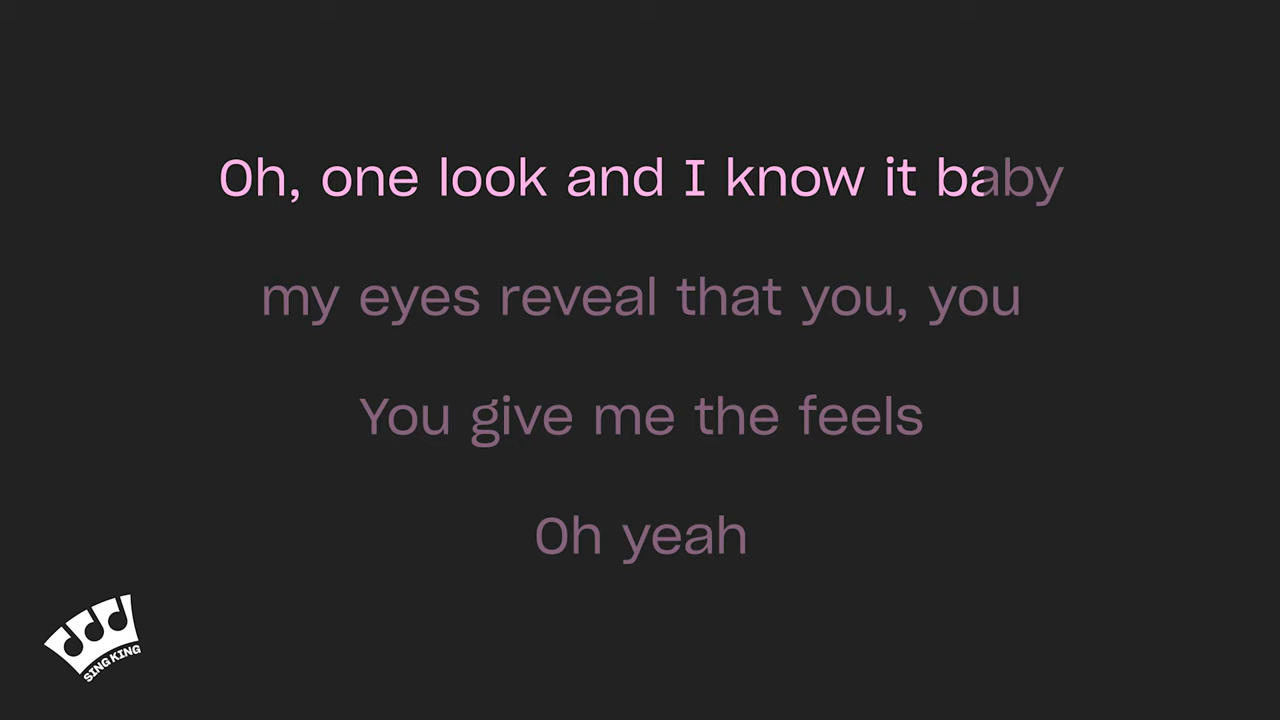 Oh, one look and I know it baby
my eyes reveal that you, you
You give me the feels
Oh yeah
SING KING